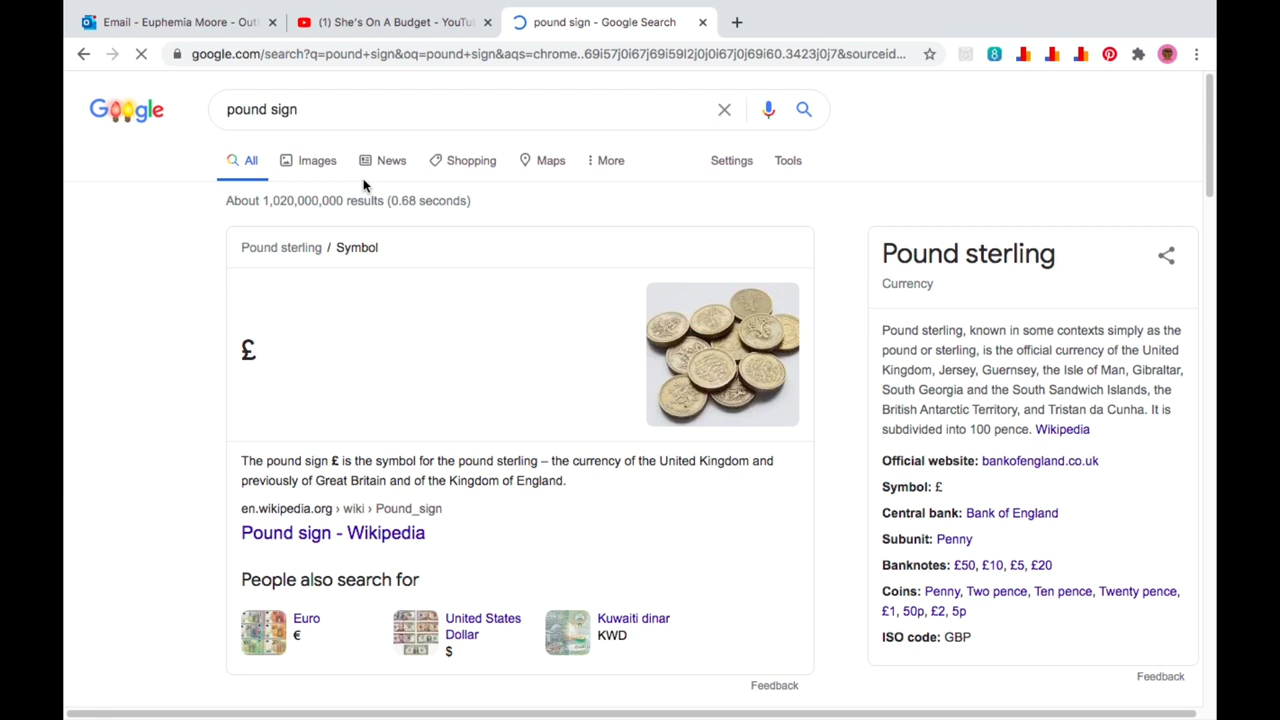 Email - Euphemia Moore - Out
(1) She's On A Budget - YouTu
pound sign - Google Search
google.com/search?q=pound+sign&oq=pound+sign&aqs=chrome..69i57j0i67j69i59l2j0j0i67j0j69i60.3423j0j7&sourceid...
Google
pound sign
All Images News Shopping Maps More Settings Tools
About 1,020,000,000 results (0.68 seconds)
Pound sterling / Symbol
£
The pound sign £ is the symbol for the pound sterling – the currency of the United Kingdom and
previously of Great Britain and of the Kingdom of England.
en.wikipedia.org › wiki › Pound_sign
Pound sign - Wikipedia
People also search for
Euro
€
United States
Dollar
$
Kuwaiti dinar
KWD
Feedback
Pound sterling
Currency
Pound sterling, known in some contexts simply as the
pound or sterling, is the official currency of the United
Kingdom, Jersey, Guernsey, the Isle of Man, Gibraltar,
South Georgia and the South Sandwich Islands, the
British Antarctic Territory, and Tristan da Cunha. It is
subdivided into 100 pence. Wikipedia
Official website: bankofengland.co.uk
Symbol: £
Central bank: Bank of England
Subunit: Penny
Banknotes: £50, £10, £5, £20
Coins: Penny, Two pence, Ten pence, Twenty pence,
£1, 50p, £2, 5p
ISO code: GBP
Feedback